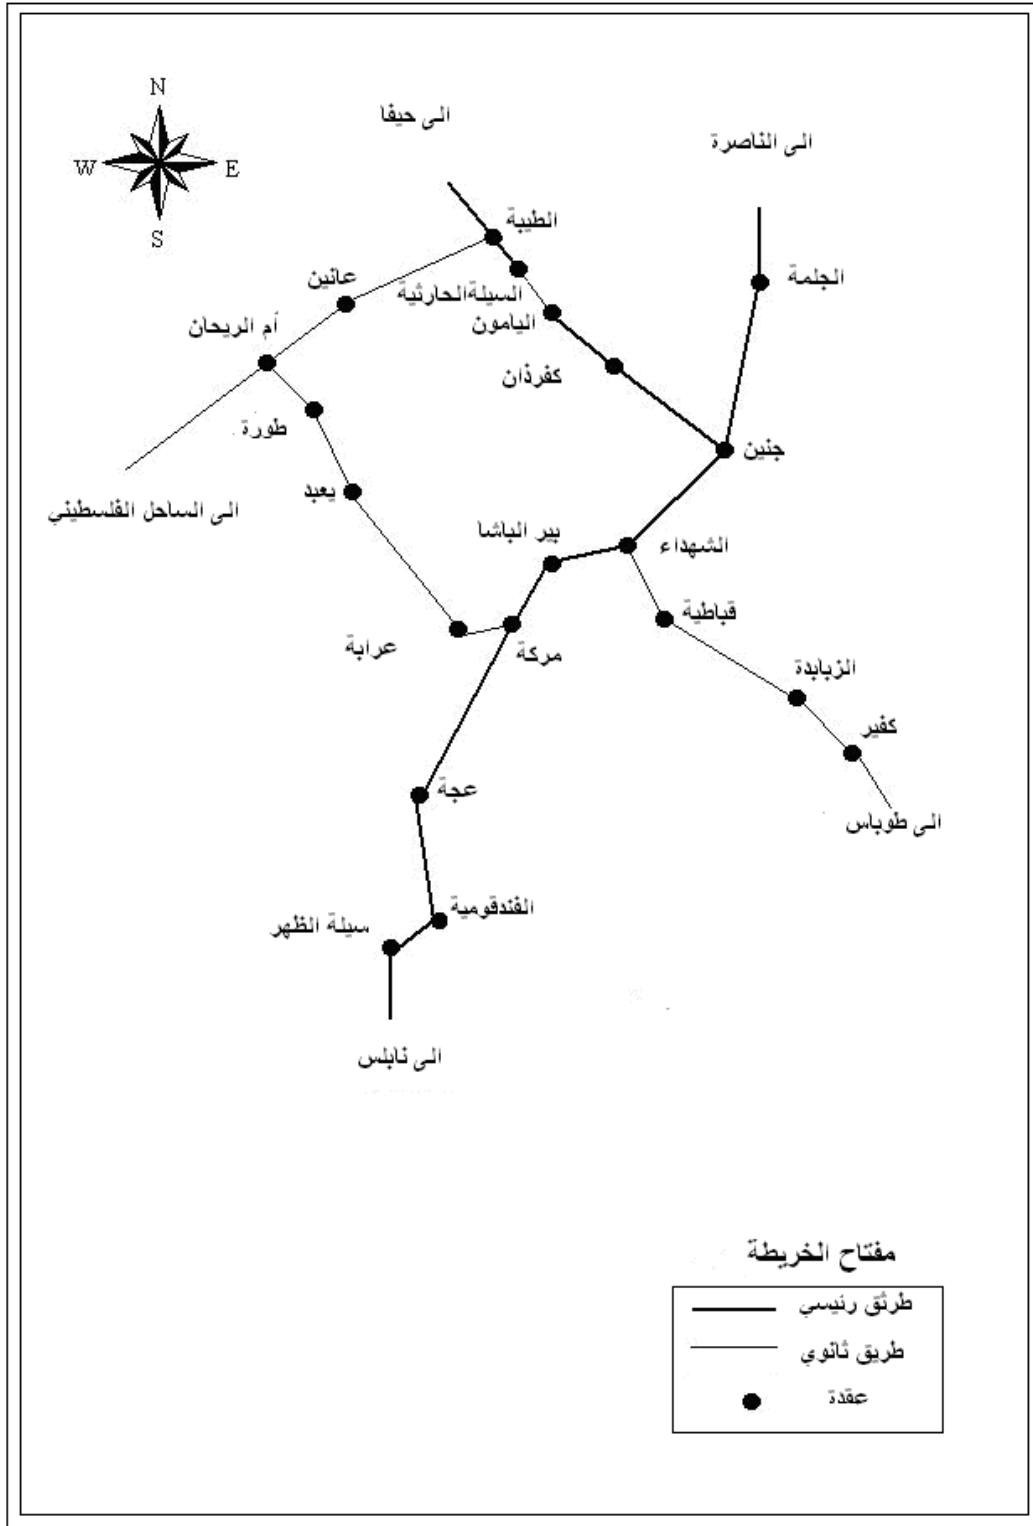 N
W
E
S
الى حيفا
الى الناصرة
الطيبة
الجلمة
عانين
السيلة الحارثية
اليامون
أم الريحان
كفرذان
طورة
جنين
يعبد
الى الساحل الفلسطيني
بير الباشا
الشهداء
قباطية
عرابة
مركة
الزبابدة
كفير
عجة
الى طوباس
الفندقومية
سيلة الظهر
الى نابلس
مفتاح الخريطة
طرئق رئيسي
طريق ثانوي
عقدة